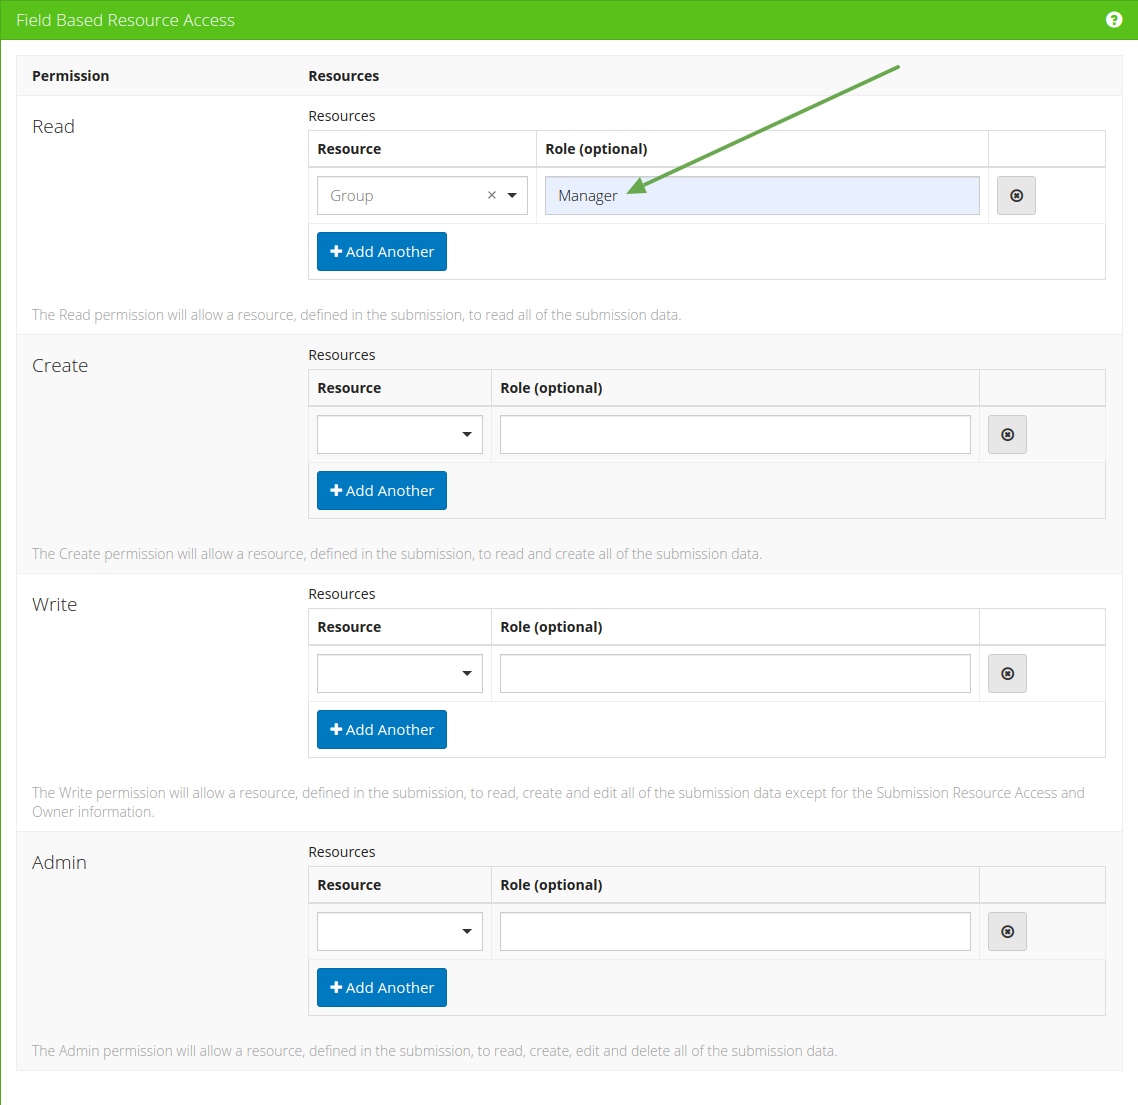 Field Based Resource Access
Permission Resources
Read
Resources
Resource Role (optional)
Group × Manager
Add Another
The Read permission will allow a resource, defined in the submission, to read all of the submission data.
Create
Resources
Resource Role (optional)
Add Another
The Create permission will allow a resource, defined in the submission, to read and create all of the submission data.
Write
Resources
Resource Role (optional)
Add Another
The Write permission will allow a resource, defined in the submission, to read, create and edit all of the submission data except for the Submission Resource Access and
Owner information.
Admin
Resources
Resource Role (optional)
Add Another
The Admin permission will allow a resource, defined in the submission, to read, create, edit and delete all of the submission data.